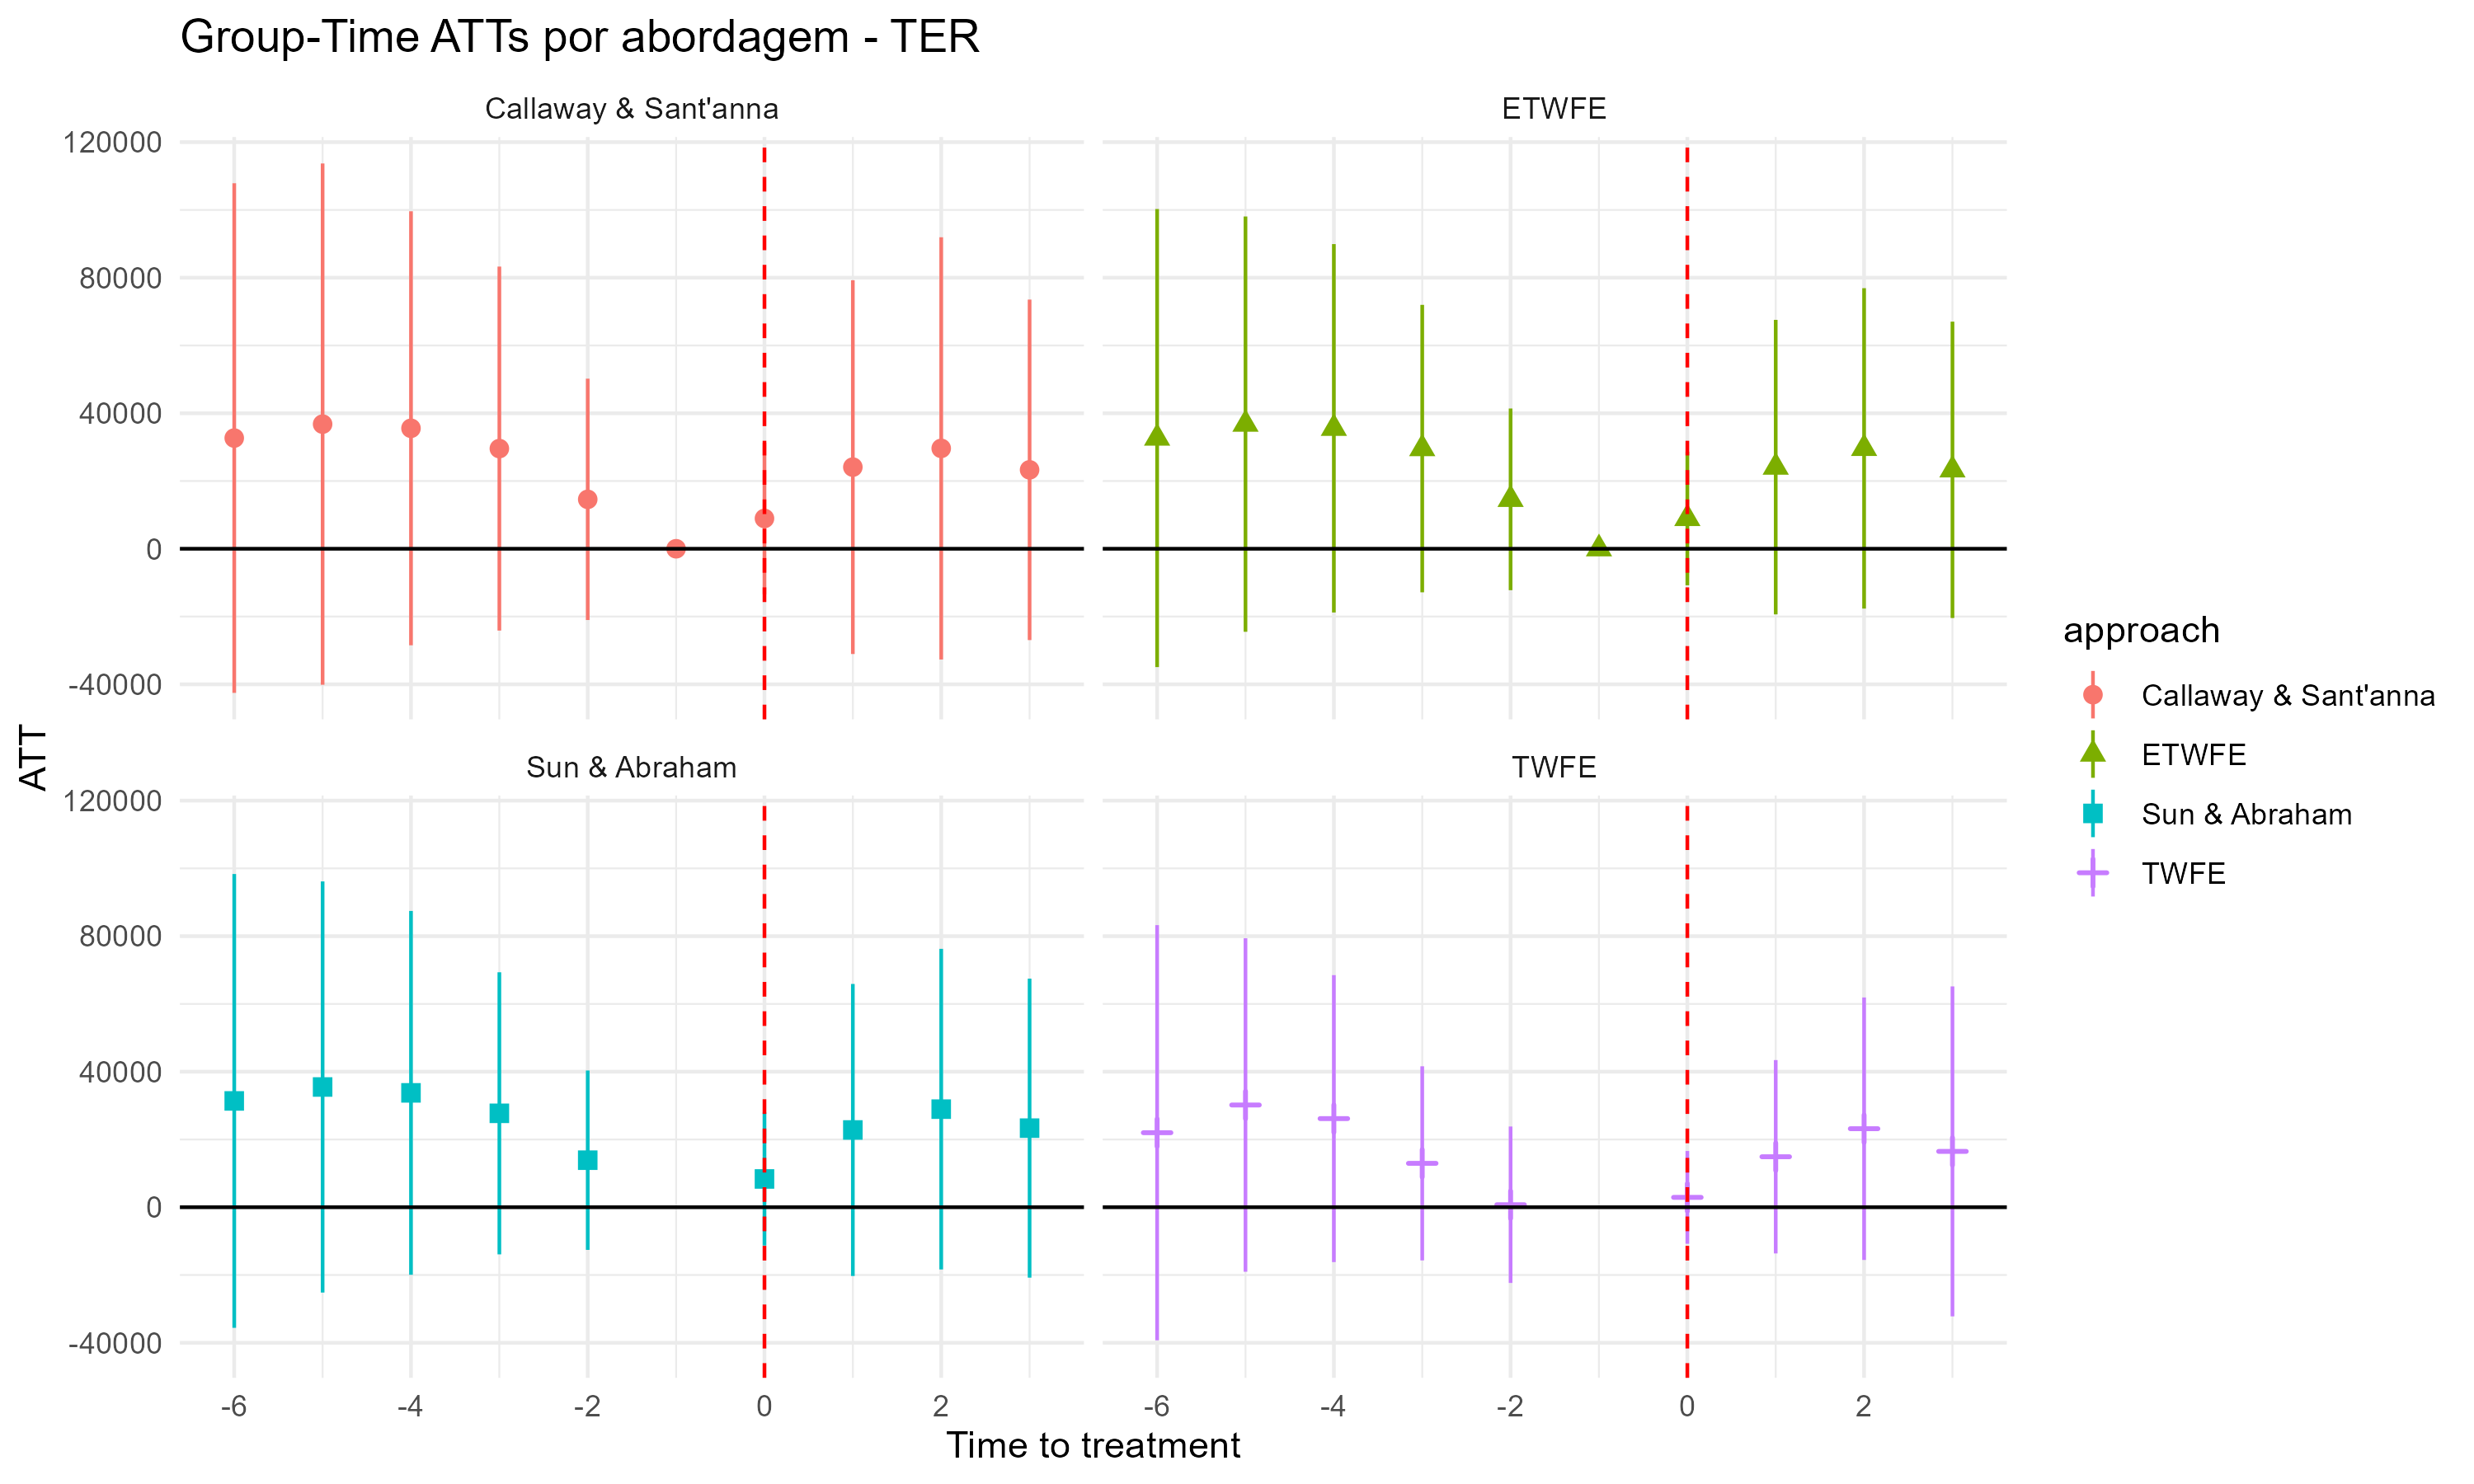 Group-Time ATTs por abordagem - TER
Callaway & Sant'anna
ETWFE
120000
80000
40000
0
-40000
Sun & Abraham
TWFE
120000
80000
40000
0
-40000
ATT
-6
-4
-2
0
2
-6
-4
-2
0
2
Time to treatment
approach
Callaway & Sant'anna
ETWFE
Sun & Abraham
TWFE